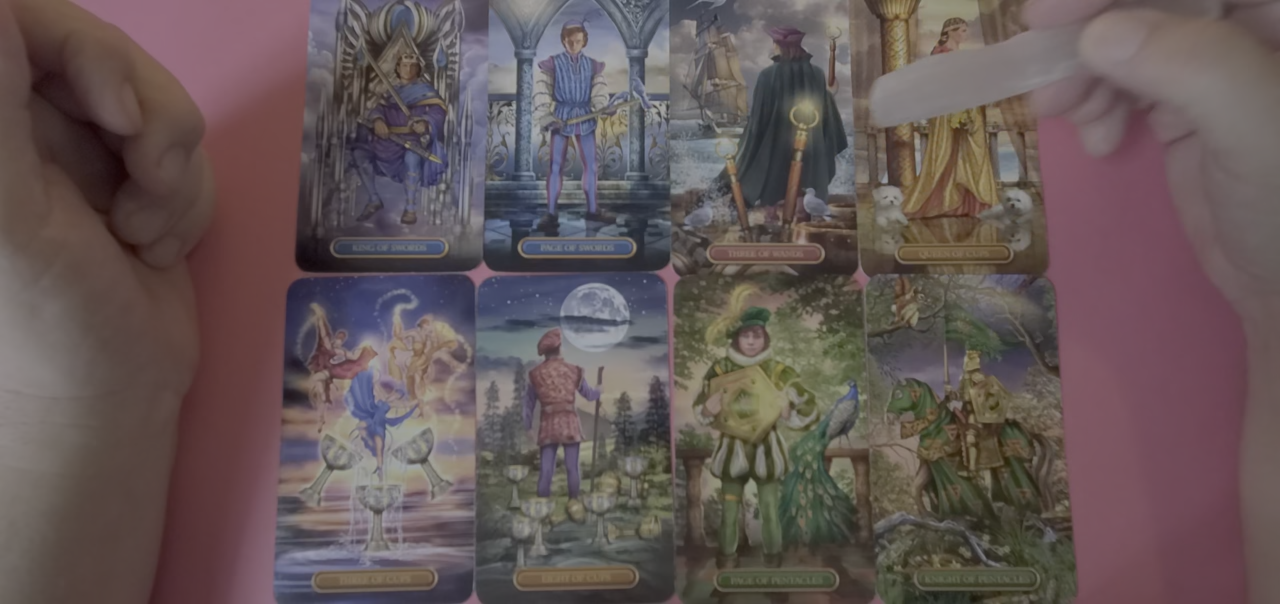 KING OF SWORDS
PAGE OF SWORDS
THREE OF WANDS
QUEEN OF CUPS
THREE OF CUPS
EIGHT OF CUPS
PAGE OF PENTACLES
KNIGHT OF PENTACLES